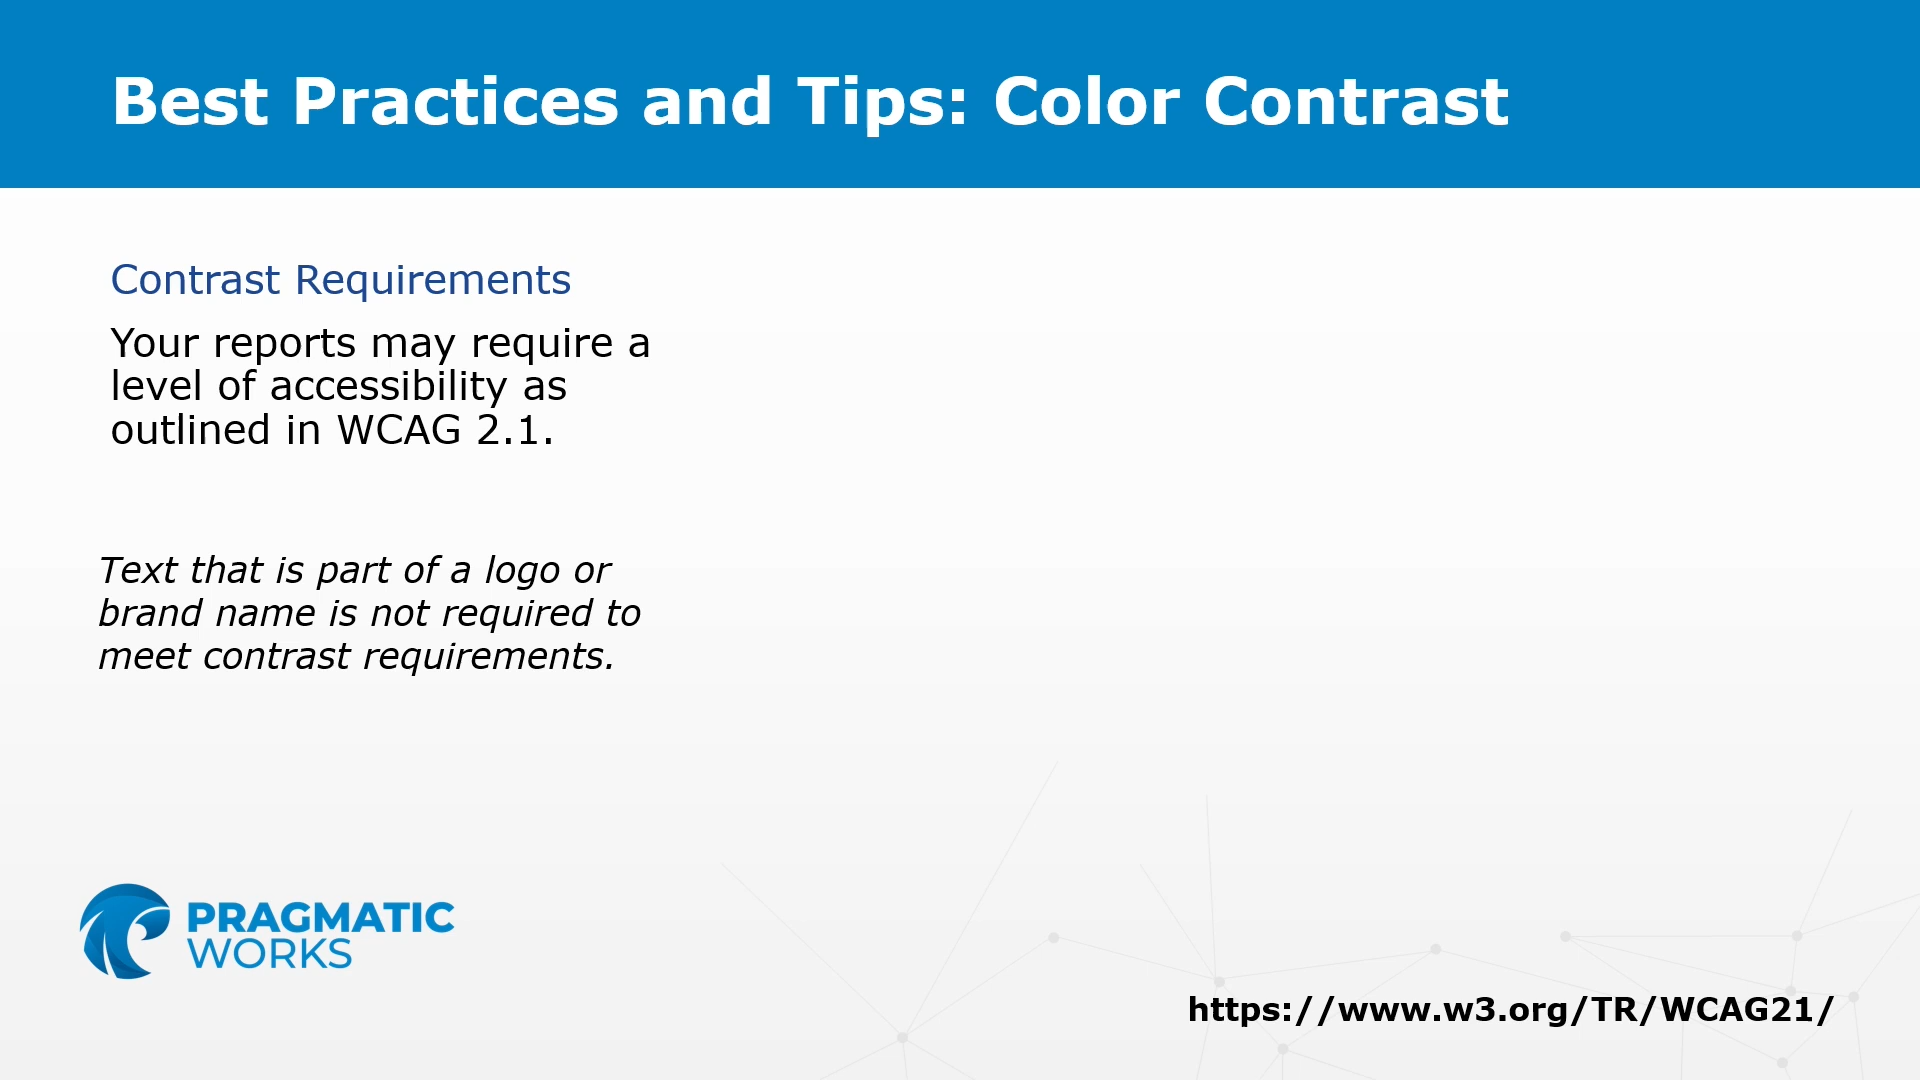 Best Practices and Tips: Color Contrast
Contrast Requirements
Your reports may require a
level of accessibility as
outlined in WCAG 2.1.
Text that is part of a logo or
brand name is not required to
meet contrast requirements.
PRAGMATIC
WORKS
https://www.w3.org/TR/WCAG21/